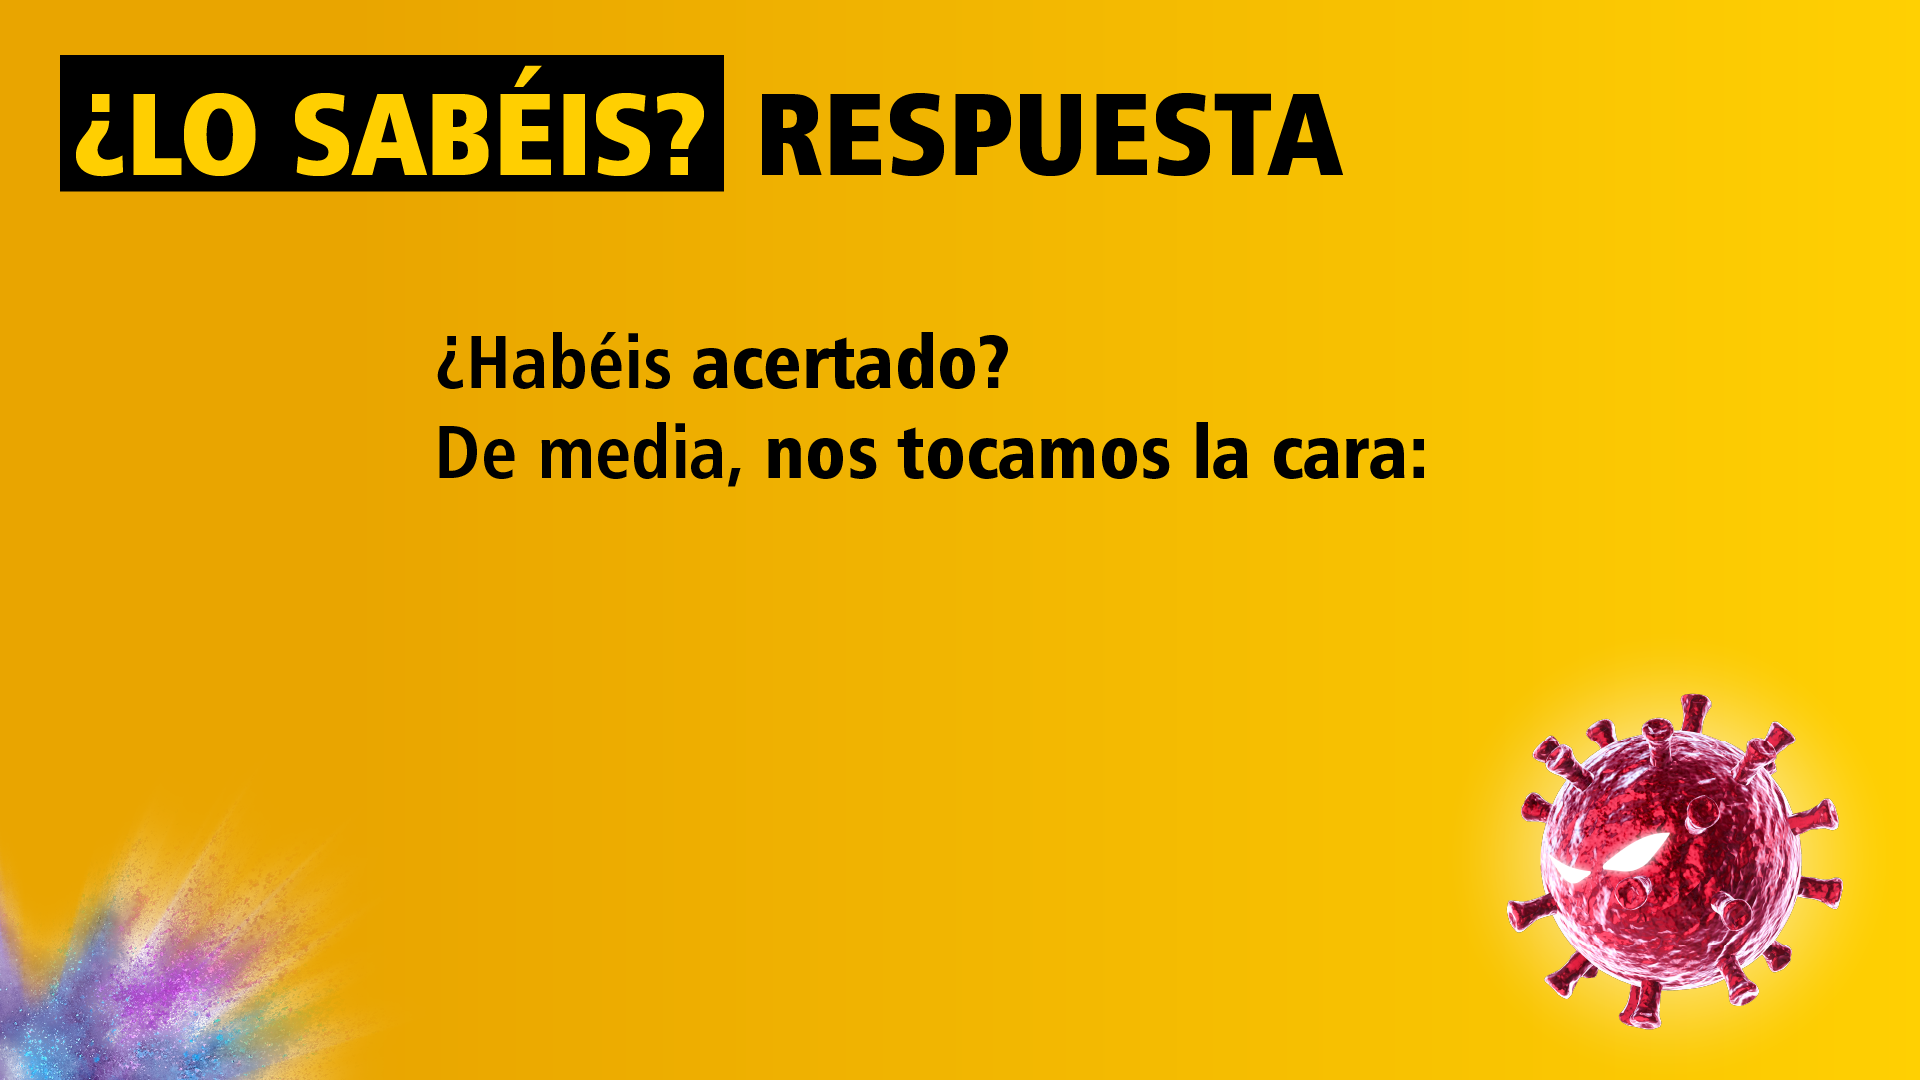 ¿LO SABÉIS? RESPUESTA
¿Habéis acertado?
De media, nos tocamos la cara: